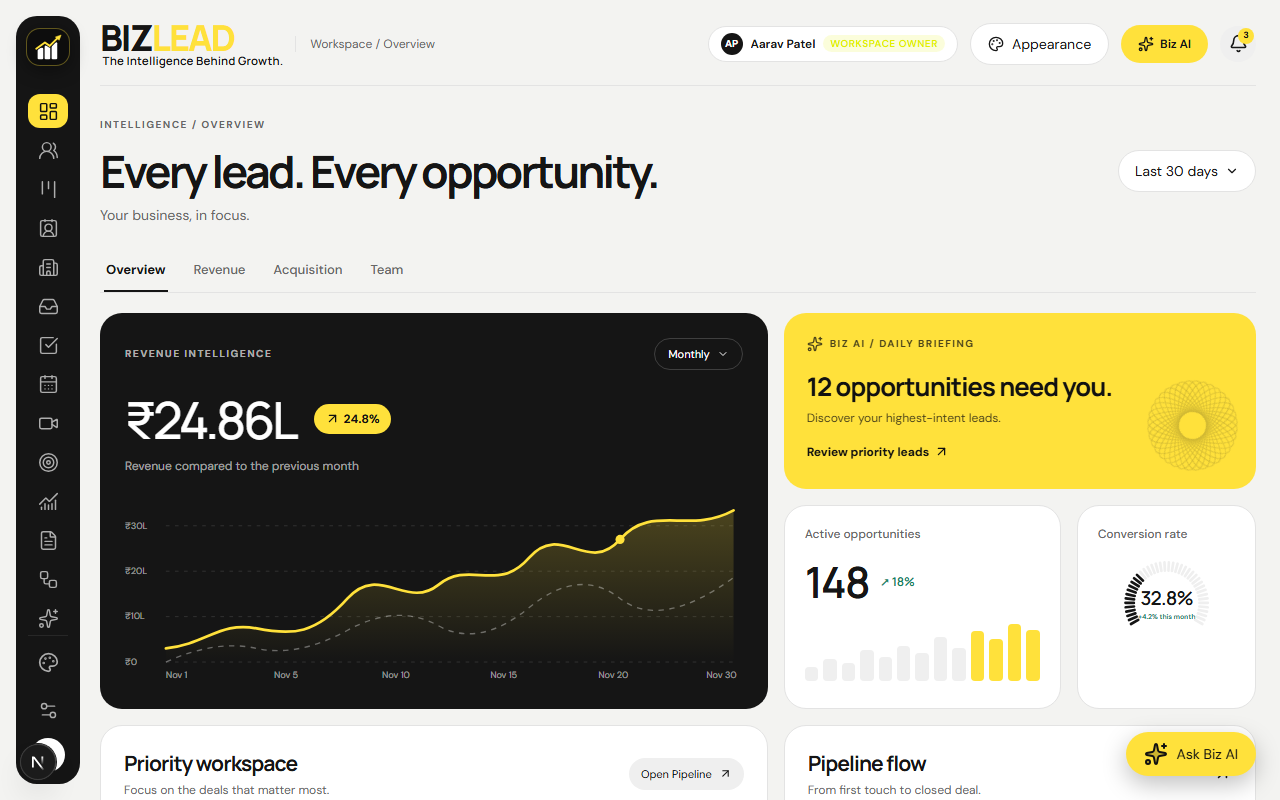 BIZLEAD
The Intelligence Behind Growth.
Workspace / Overview
AP
Aarav Patel
WORKSPACE OWNER
Appearance
Biz AI
3
INTELLIGENCE / OVERVIEW
Every lead. Every opportunity.
Your business, in focus.
Last 30 days
Overview
Revenue
Acquisition
Team
REVENUE INTELLIGENCE
Monthly
₹24.86L
24.8%
Revenue compared to the previous month
₹30L
₹20L
₹10L
₹0
Nov 1
Nov 5
Nov 10
Nov 15
Nov 20
Nov 30
BIZ AI / DAILY BRIEFING
12 opportunities need you.
Discover your highest-intent leads.
Review priority leads
Active opportunities
148
↗ 18%
Conversion rate
32.8%
+4.2% this month
Priority workspace
Focus on the deals that matter most.
Open Pipeline
Pipeline flow
From first touch to closed deal.
Ask Biz AI
N